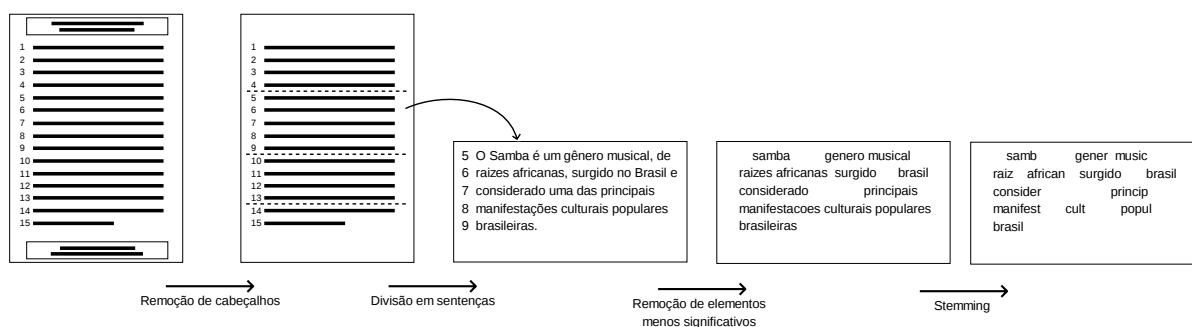 1
2
3
4
5
6
7
8
9
10
11
12
13
14
15
1
2
3
4
5
6
7
8
9
10
11
12
13
14
15
5 O Samba é um gênero musical, de
6 raizes africanas, surgido no Brasil e
7 considerado uma das principais
8 manifestações culturais populares
9 brasileiras.
samba genero musical
raizes africanas surgido brasil
considerado principais
manifestacoes culturais populares
brasileiras
samb gener music
raiz african surgido brasil
consider princip
manifest cult popul
brasil
Remoção de cabeçalhos
Divisão em sentenças
Remoção de elementos
menos significativos
Stemming